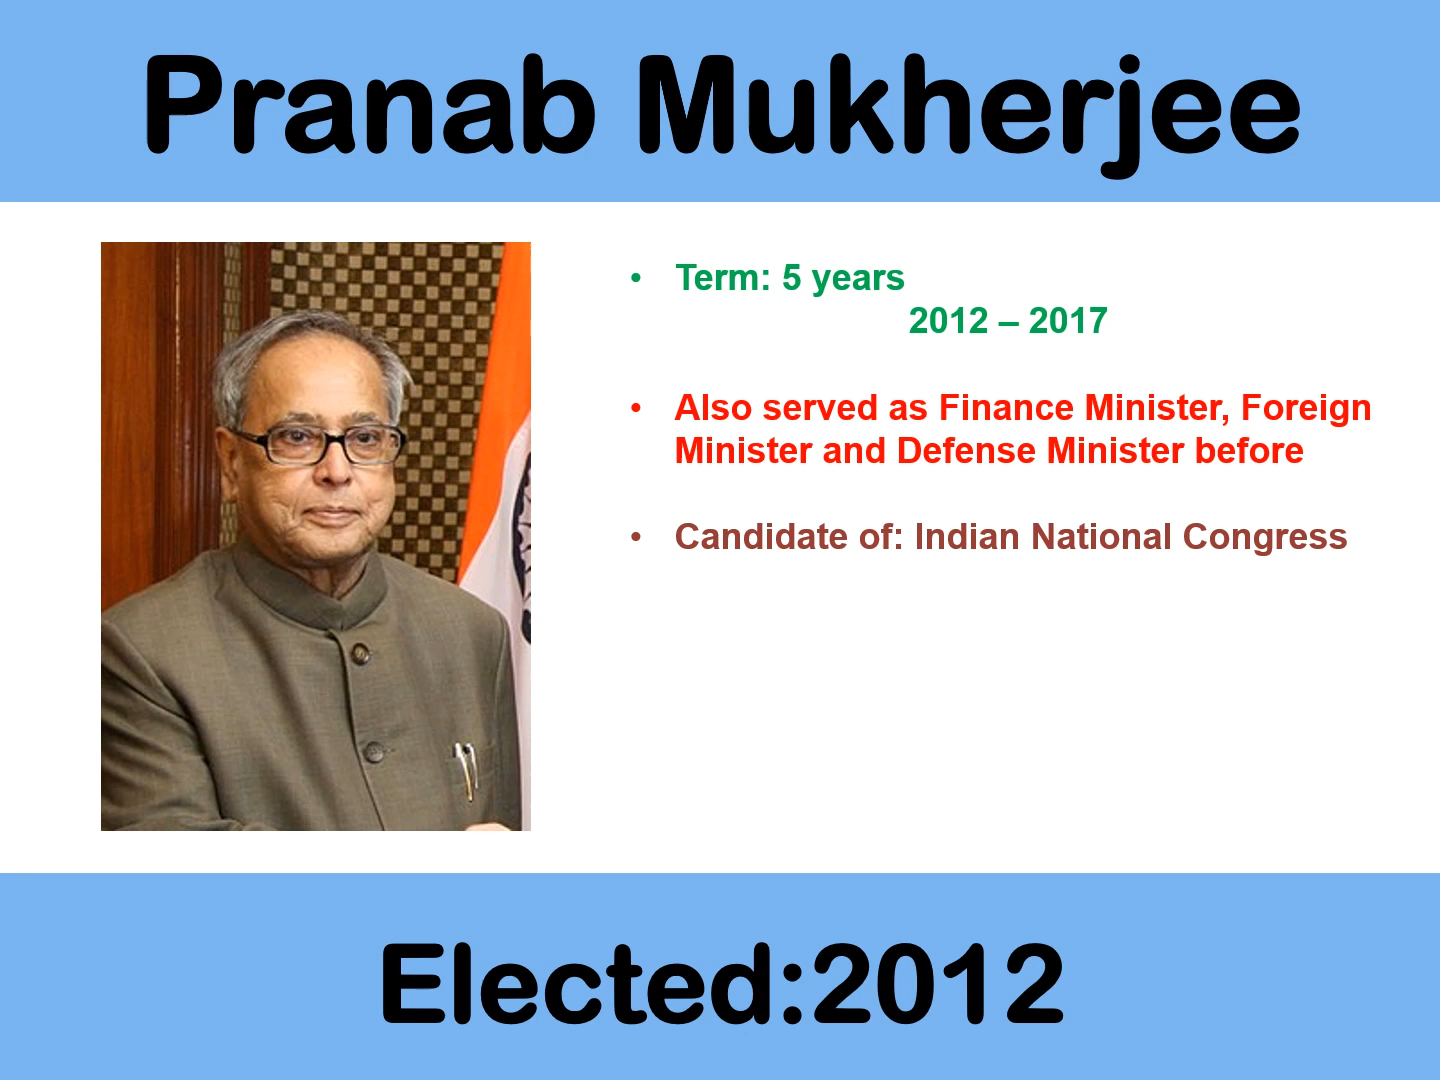 Pranab Mukherjee
• Term: 5 years
2012 – 2017
• Also served as Finance Minister, Foreign
Minister and Defense Minister before
• Candidate of: Indian National Congress
Elected:2012